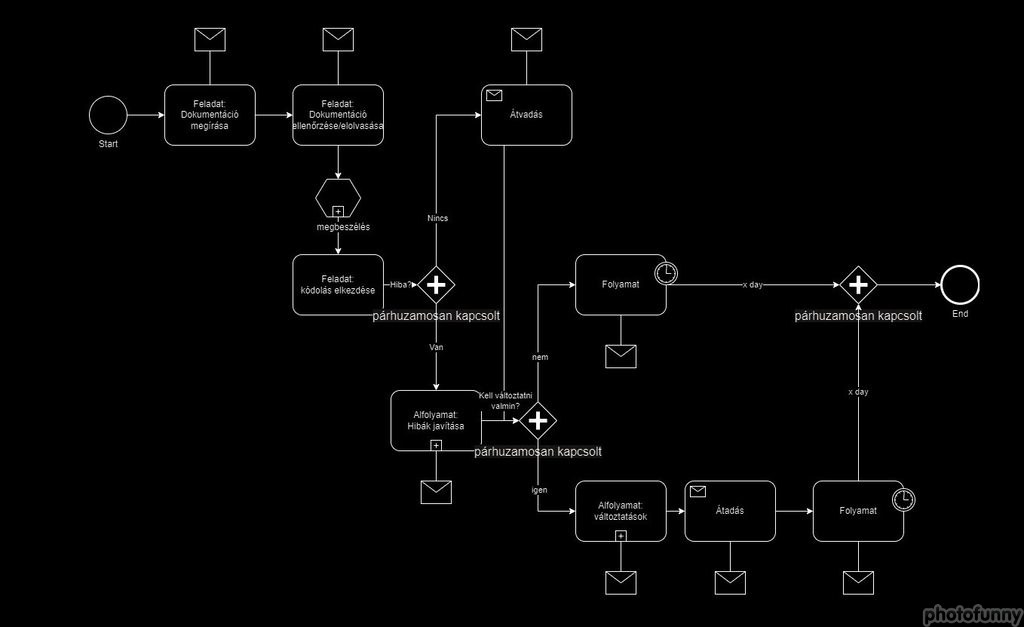 Start
Feladat:
Dokumentáció
megírása
Feladat:
Dokumentáció
ellenőrzése/elolvasása
megbeszélés
Feladat:
kódolás elkezdése
Hiba?
Nincs
párhuzamosan kapcsolt
Van
Átvadás
Alfolyamat:
Hibák javítása
Kell változtatni
valmin?
párhuzamosan kapcsolt
nem
Folyamat
x day
párhuzamosan kapcsolt
End
igen
Alfolyamat:
változtatások
Átadás
Folyamat
x day
photofunny